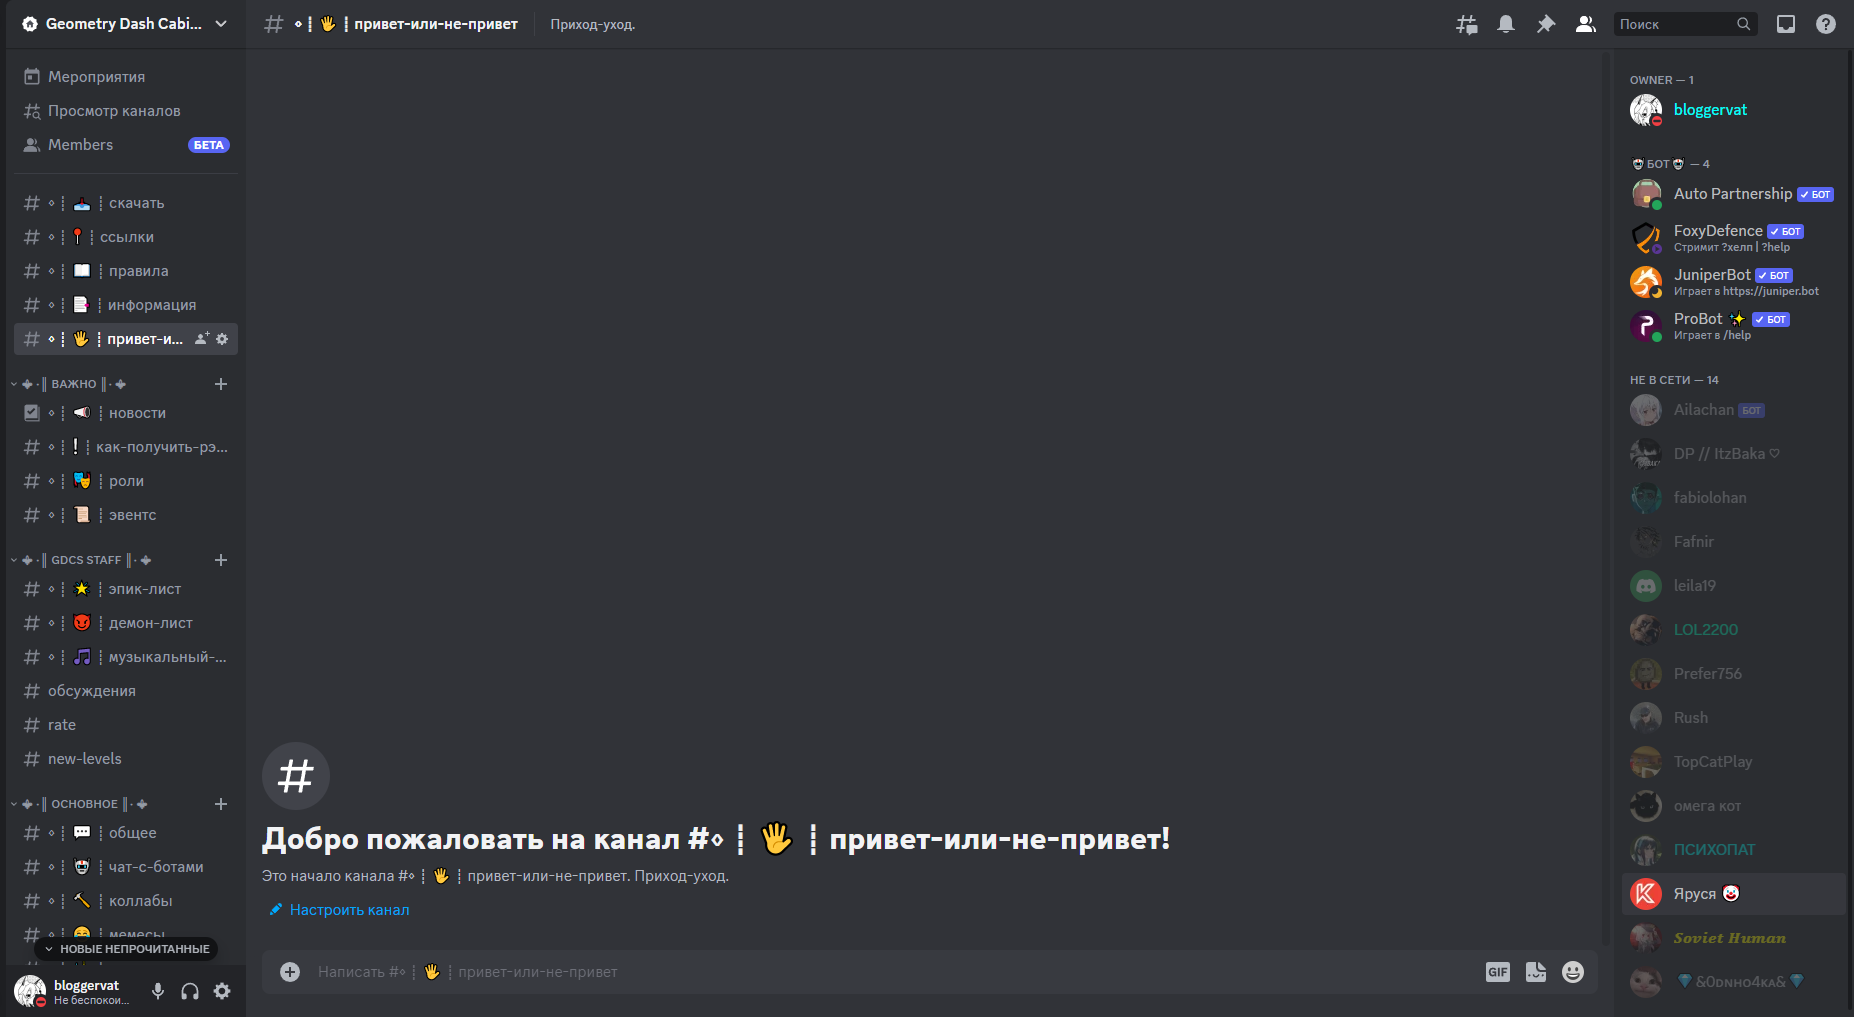 Geometry Dash Cabi...
Мероприятия
Просмотр каналов
Members БЕТА
скачать
ссылки
правила
информация
привет-и...
ВАЖНО
новости
как-получить-рэ...
роли
эвентс
GDCS STAFF
эпик-лист
демон-лист
музыкальный-...
обсуждения
rate
new-levels
ОСНОВНОЕ
общее
чат-с-ботами
коллабы
мемесы
НОВЫЕ НЕПРОЧИТАННЫЕ
bloggervat
Не беспокои...
# ⋄┊🖐┊привет-или-не-привет Приход-уход.
Поиск
Добро пожаловать на канал #⋄┊🖐┊привет-или-не-привет!
Это начало канала #⋄┊🖐┊привет-или-не-привет. Приход-уход.
Настроить канал
Написать #⋄┊🖐┊привет-или-не-привет
GIF
OWNER — 1
bloggervat
БОТ — 4
Auto Partnership ✓ БОТ
FoxyDefence ✓ БОТ
Стримит ?хелп | ?help
JuniperBot ✓ БОТ
Играет в https://juniper.bot
ProBot ✨ ✓ БОТ
Играет в /help
НЕ В СЕТИ — 14
Ailachan БОТ
DP // ItzBaka ♡
fabiolohan
Fafnir
leila19
LOL2200
Prefer756
Rush
TopCatPlay
омега кот
ПСИХОПАТ
Яруся 🤡
Soviet Human
💎 &0ᴅɴʜᴏ4ᴋᴀ& 💎